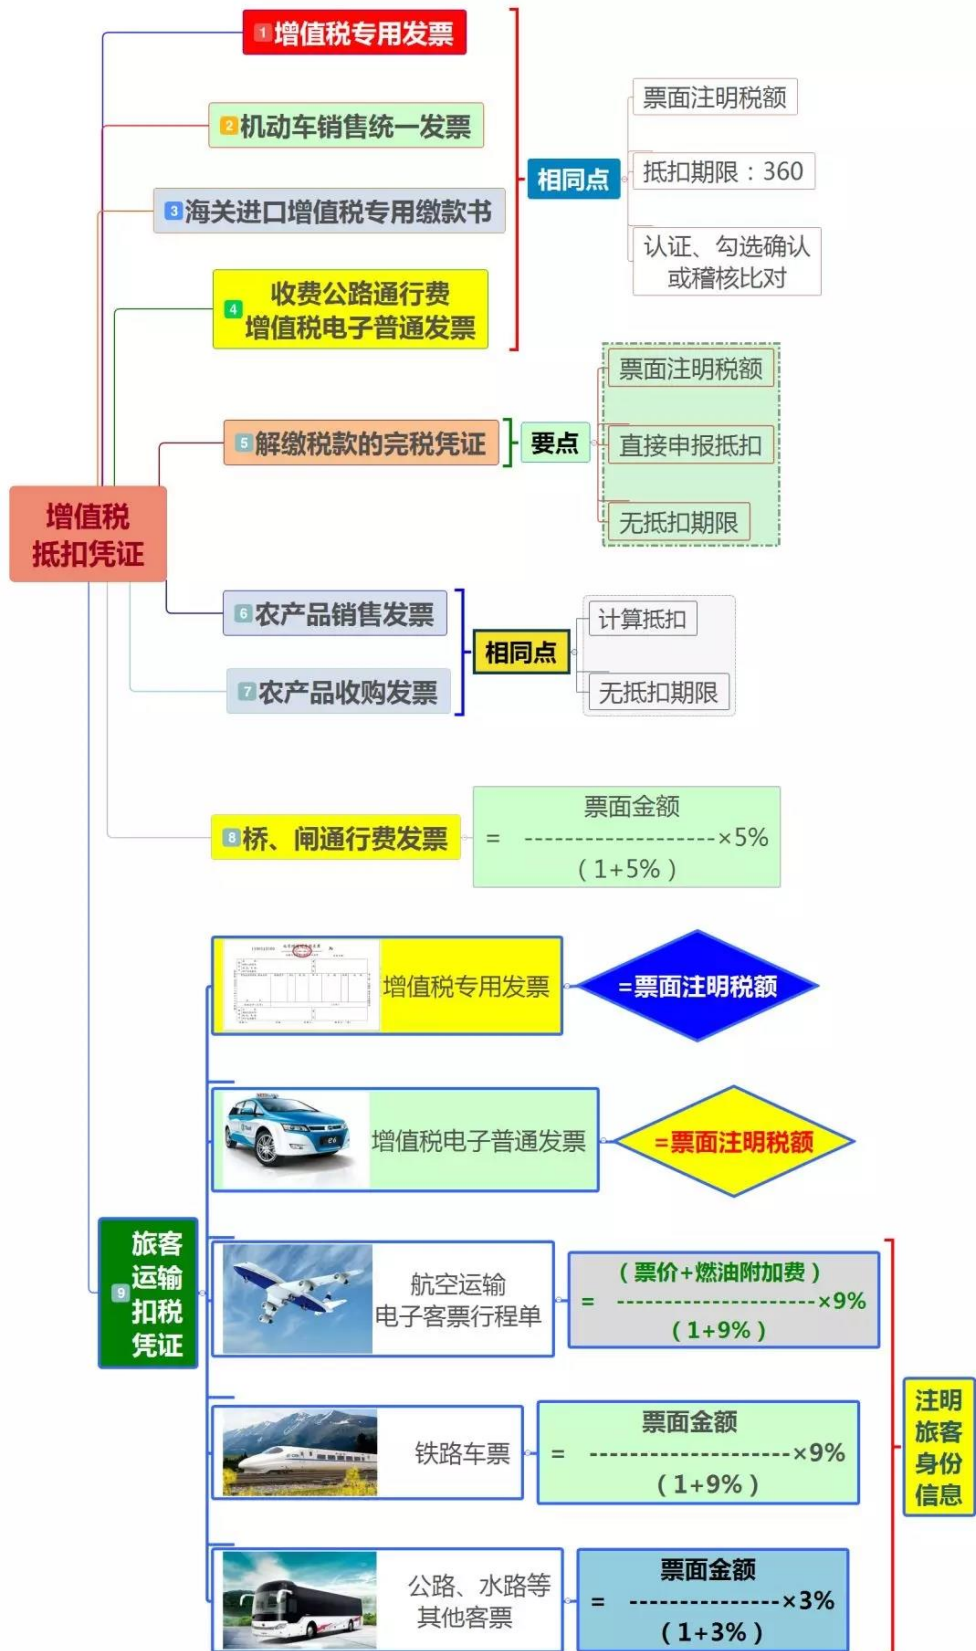 1 增值税专用发票
2 机动车销售统一发票
3 海关进口增值税专用缴款书
4 收费公路通行费
增值税电子普通发票
相同点
票面注明税额
抵扣期限：360
认证、勾选确认
或稽核比对
5 解缴税款的完税凭证
要点
票面注明税额
直接申报抵扣
无抵扣期限
增值税
抵扣凭证
6 农产品销售发票
7 农产品收购发票
相同点
计算抵扣
无抵扣期限
8 桥、闸通行费发票
票面金额
= -------------------×5%
（1+5%）
9 旅客
运输
扣税
凭证
增值税专用发票
=票面注明税额
增值税电子普通发票
=票面注明税额
航空运输
电子客票行程单
（票价+燃油附加费）
= --------------------×9%
（1+9%）
铁路车票
票面金额
= --------------------×9%
（1+9%）
公路、水路等
其他客票
票面金额
= ---------------×3%
（1+3%）
注明
旅客
身份
信息